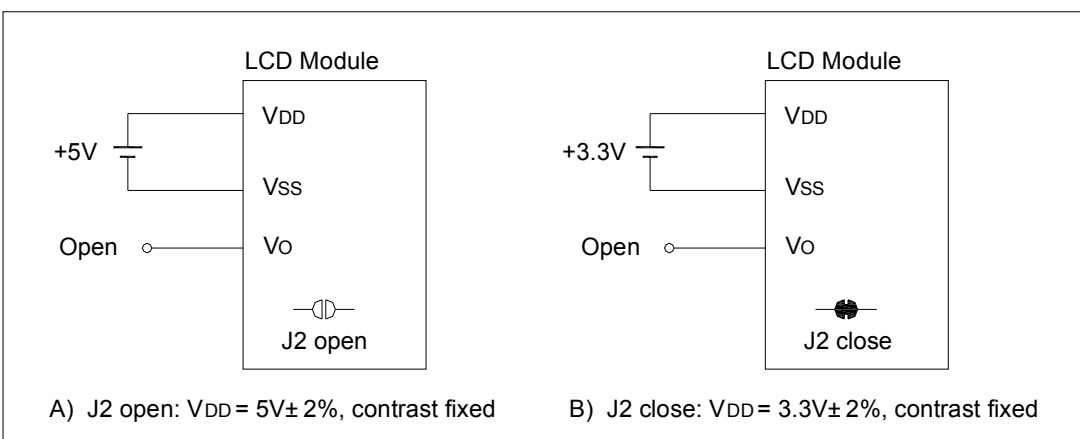 LCD Module
VDD
+5V
VSS
Open
VO
J2 open
A) J2 open: VDD = 5V± 2%, contrast fixed
LCD Module
VDD
+3.3V
VSS
Open
VO
J2 close
B) J2 close: VDD = 3.3V± 2%, contrast fixed